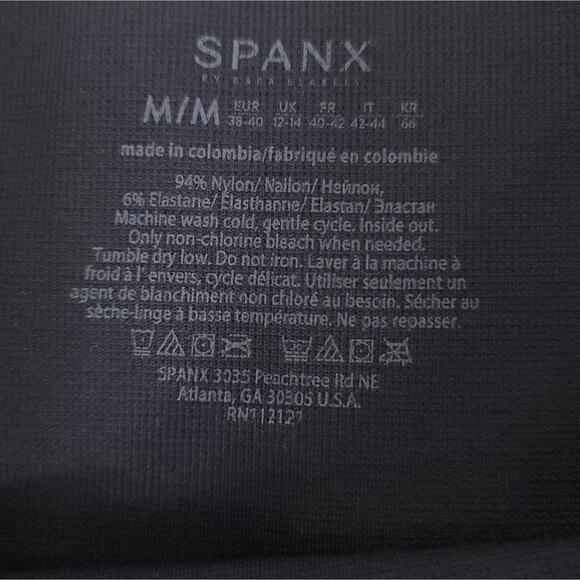 SPANX
BY SARA BLAKELY
M/M EUR 38-40 UK 12-14 FR 40-42 IT 42-44 KR 66
made in colombia/fabriqué en colombie
94% Nylon/ Nailon/ Нейлон,
6% Elastane/ Élasthanne/ Elastan/ Эластан
Machine wash cold, gentle cycle. Inside out.
Only non-chlorine bleach when needed.
Tumble dry low. Do not iron. Laver à la machine à
froid à l'envers, cycle délicat. Utiliser seulement un
agent de blanchiment non chloré au besoin. Sécher au
sèche-linge à basse température. Ne pas repasser.
30
SPANX 3035 Peachtree Rd NE
Atlanta, GA 30305 U.S.A.
RN112121